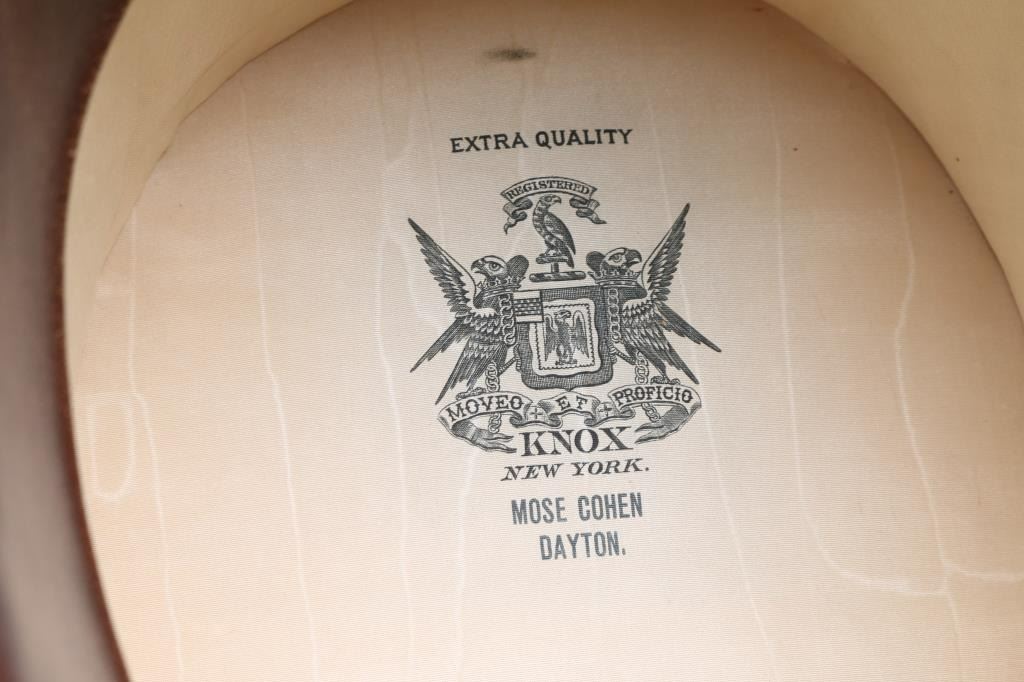 EXTRA QUALITY
REGISTERED
MOVEO ET PROFICIO
KNOX
NEW YORK.
MOSE COHEN
DAYTON.